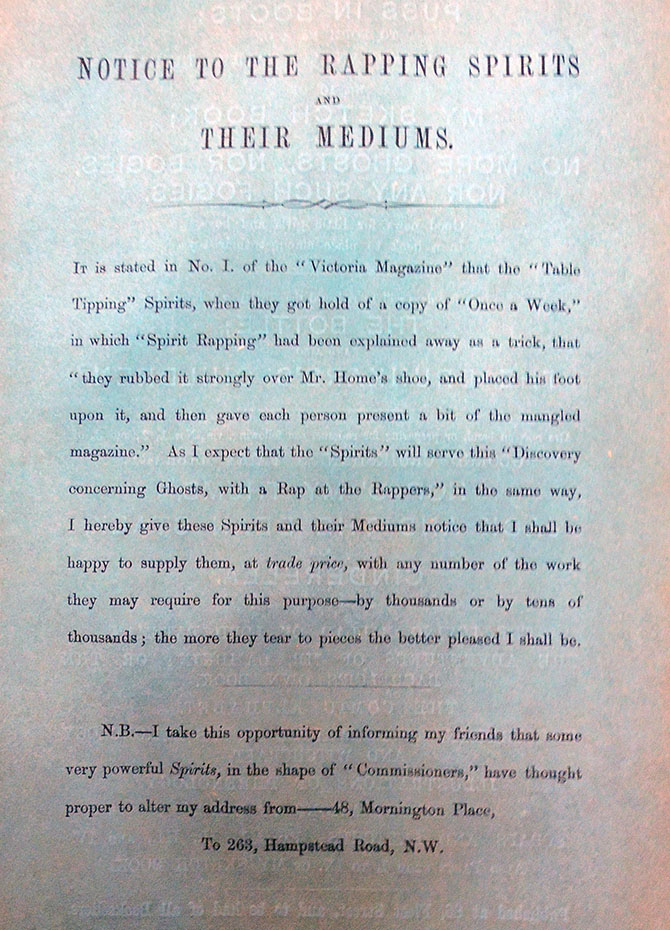 NOTICE TO THE RAPPING SPIRITS
AND
THEIR MEDIUMS.
It is stated in No. I. of the “Victoria Magazine” that the “Table
Tipping” Spirits, when they got hold of a copy of “Once a Week,”
in which “Spirit Rapping” had been explained away as a trick, that
“they rubbed it strongly over Mr. Home's shoe, and placed his foot
upon it, and then gave each person present a bit of the mangled
magazine.” As I expect that the “Spirits” will serve this “Discovery
concerning Ghosts, with a Rap at the Rappers,” in the same way,
I hereby give these Spirits and their Mediums notice that I shall be
happy to supply them, at trade price, with any number of the work
they may require for this purpose—by thousands or by tens of
thousands; the more they tear to pieces the better pleased I shall be.
N.B.—I take this opportunity of informing my friends that some
very powerful Spirits, in the shape of “Commissioners,” have thought
proper to alter my address from——48, Mornington Place,
To 263, Hampstead Road, N.W.